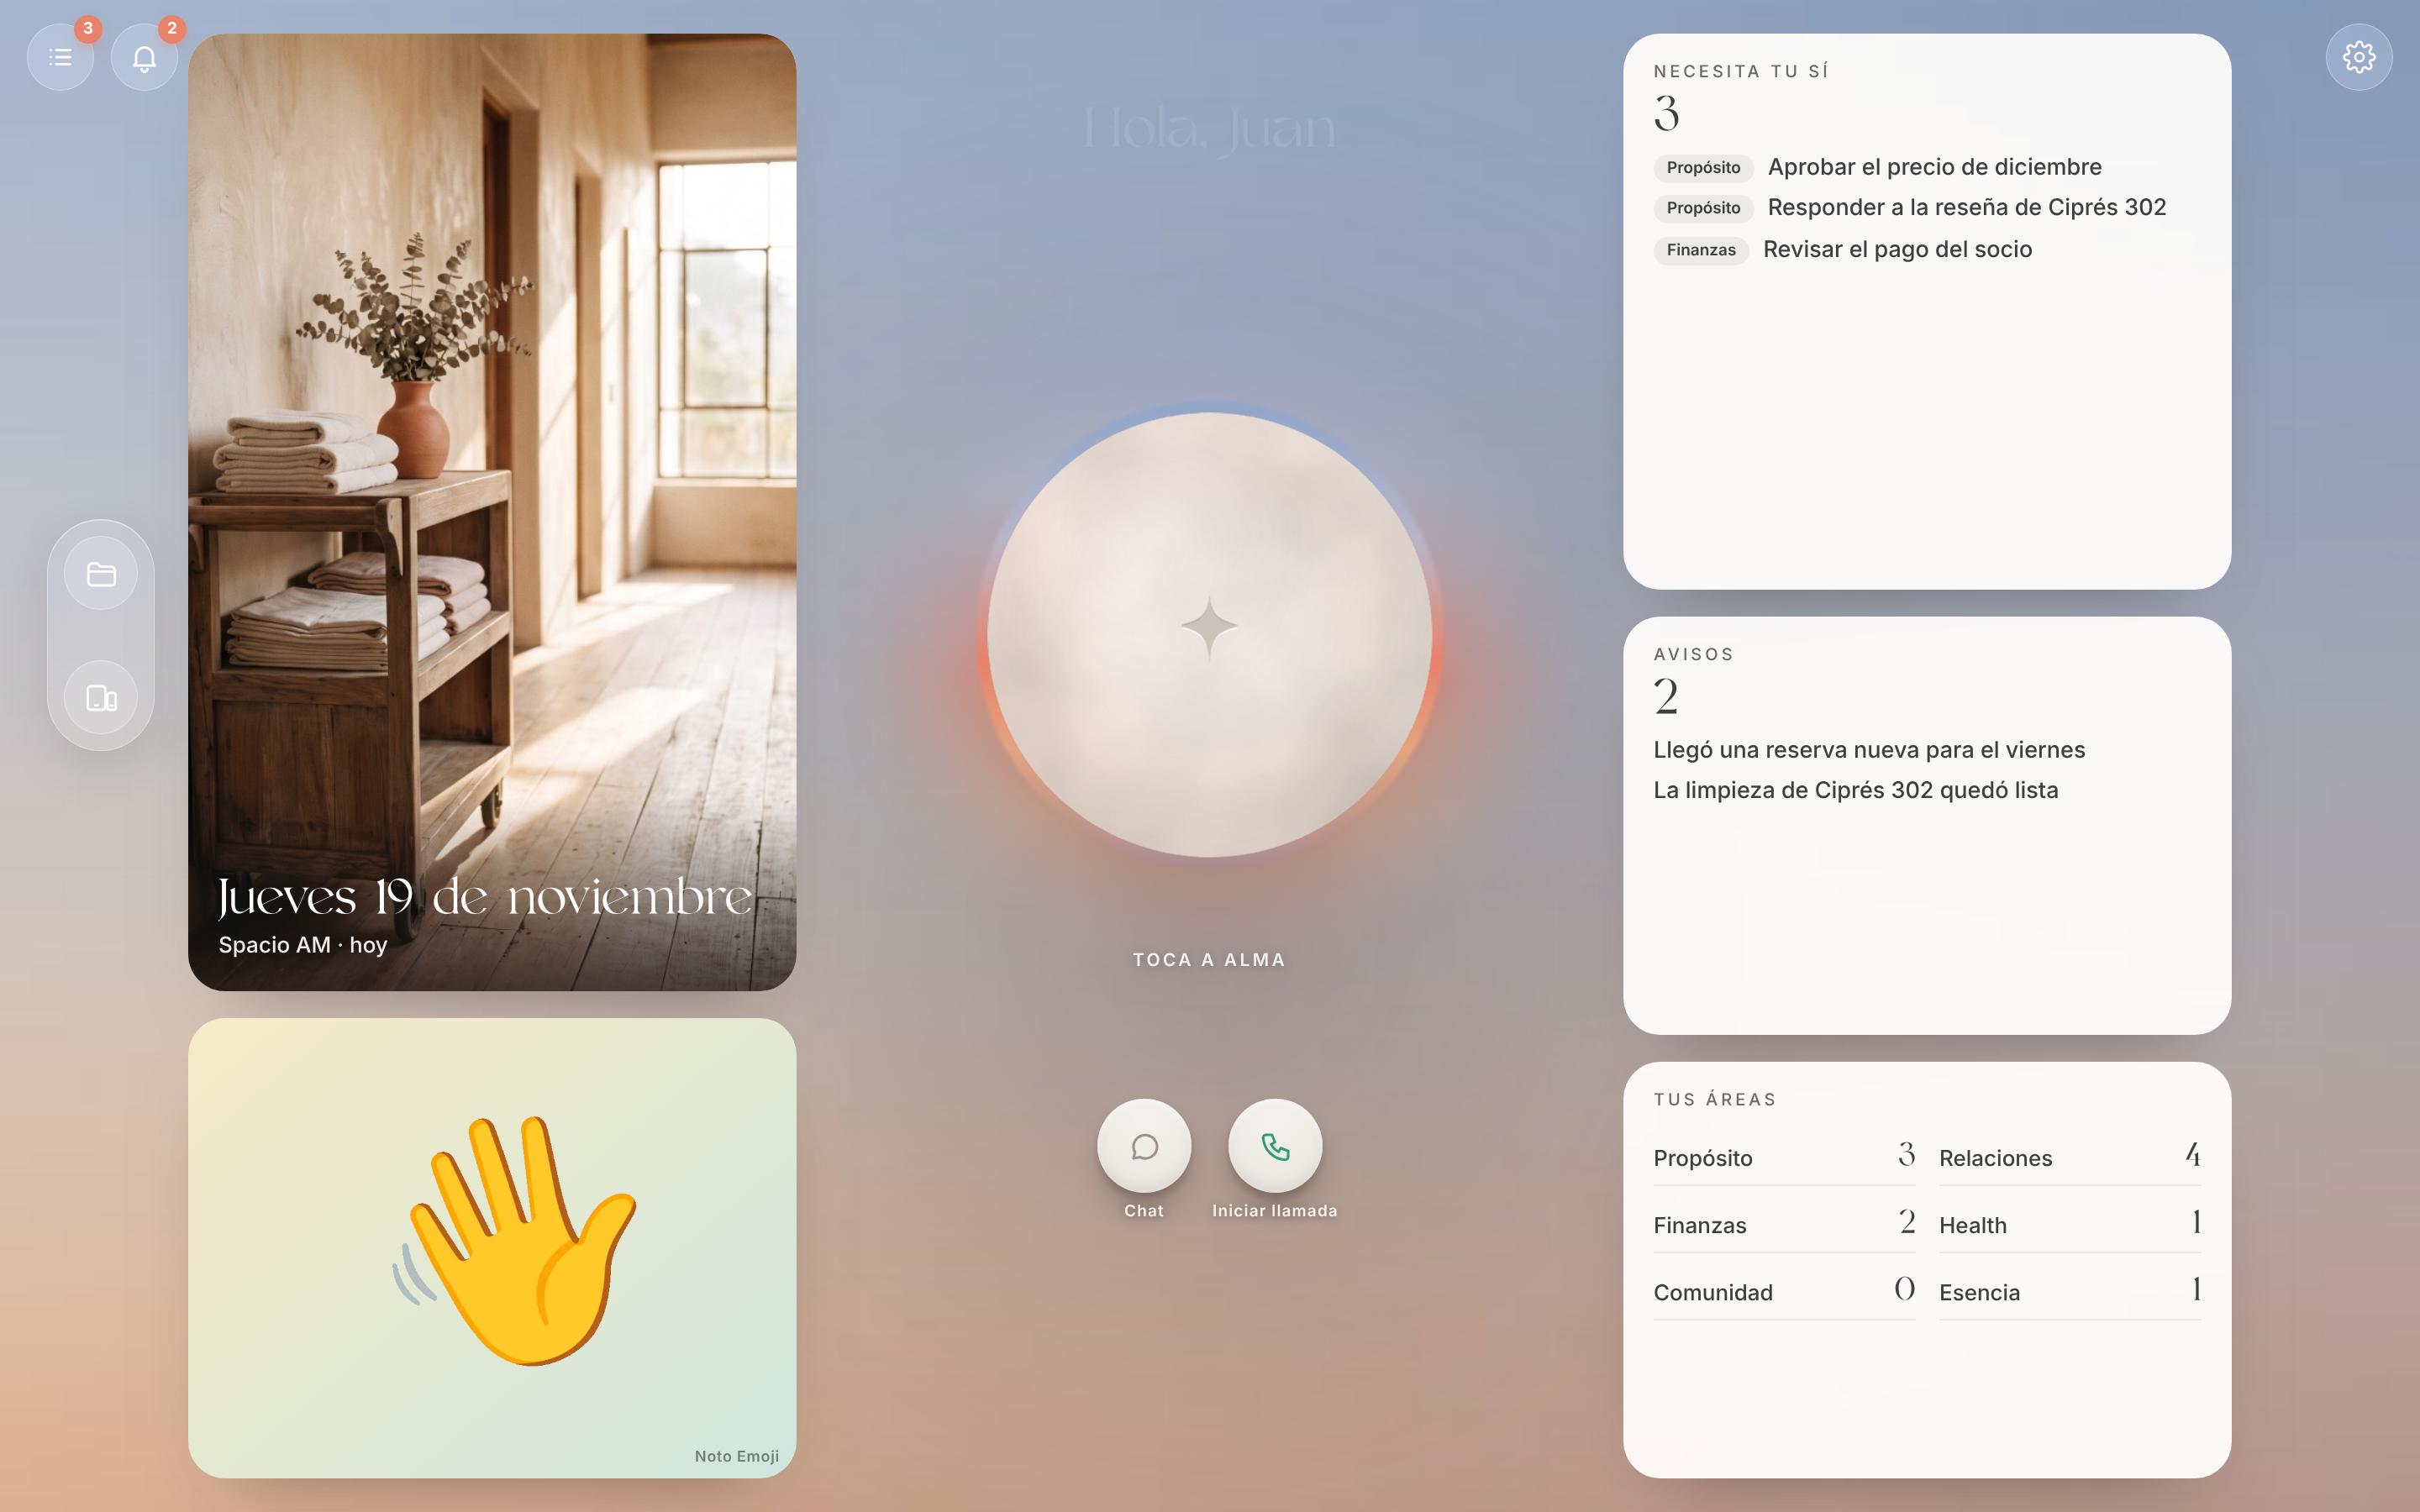 3
2
Hola, Juan
Jueves 19 de noviembre
Spacio AM · hoy
Noto Emoji
TOCA A ALMA
Chat
Iniciar llamada
NECESITA TU SÍ
3
Propósito Aprobar el precio de diciembre
Propósito Responder a la reseña de Ciprés 302
Finanzas Revisar el pago del socio
AVISOS
2
Llegó una reserva nueva para el viernes
La limpieza de Ciprés 302 quedó lista
TUS ÁREAS
Propósito 3 Relaciones 4
Finanzas 2 Health 1
Comunidad 0 Esencia 1